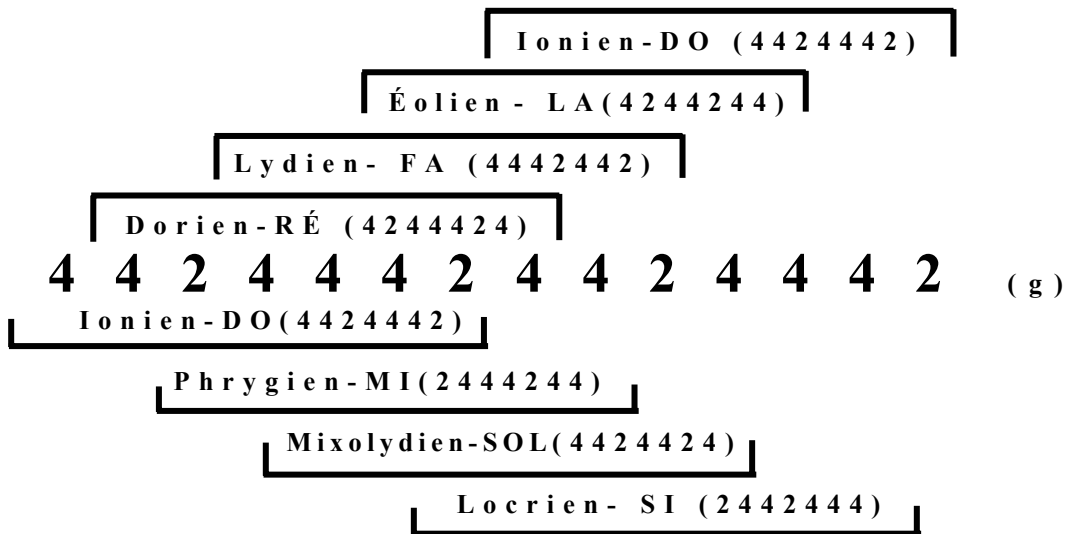 Ionien-DO (4424442)
Éolien - LA(4244244)
Lydien- FA (4442442)
Dorien-RÉ (4244424)
4 4 2 4 4 4 2 4 4 2 4 4 4 2 (g)
Ionien-DO(4424442)
Phrygien-MI(2444244)
Mixolydien-SOL(4424424)
Locrien- SI (2442444)